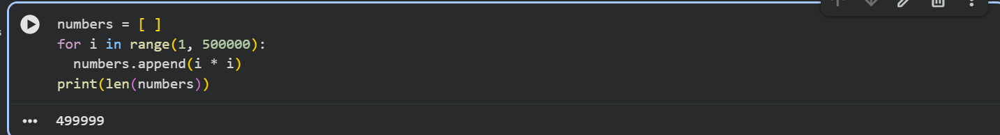 numbers = [ ]
for i in range(1, 500000):
  numbers.append(i * i)
print(len(numbers))
499999